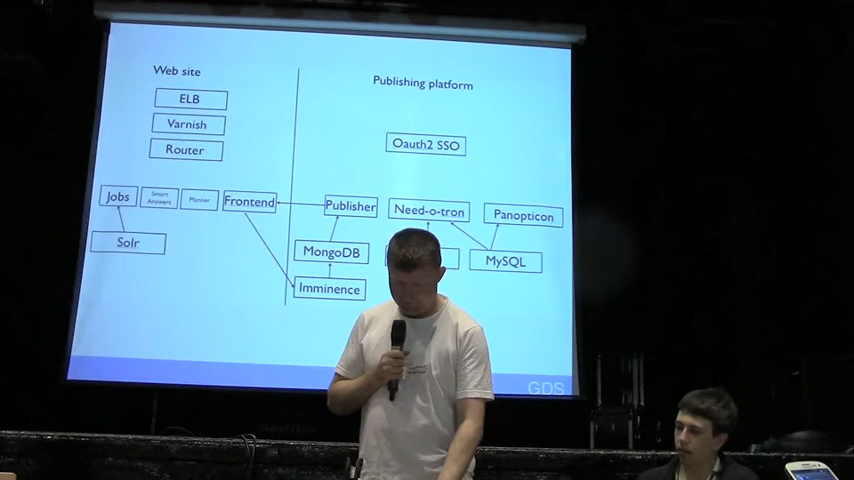 Web site
Publishing platform
ELB
Varnish
Router
Oauth2 SSO
Jobs
Smart
Answers
Planner
Frontend
Publisher
Need-o-tron
Panopticon
Solr
MongoDB
MySQL
Imminence
GDS